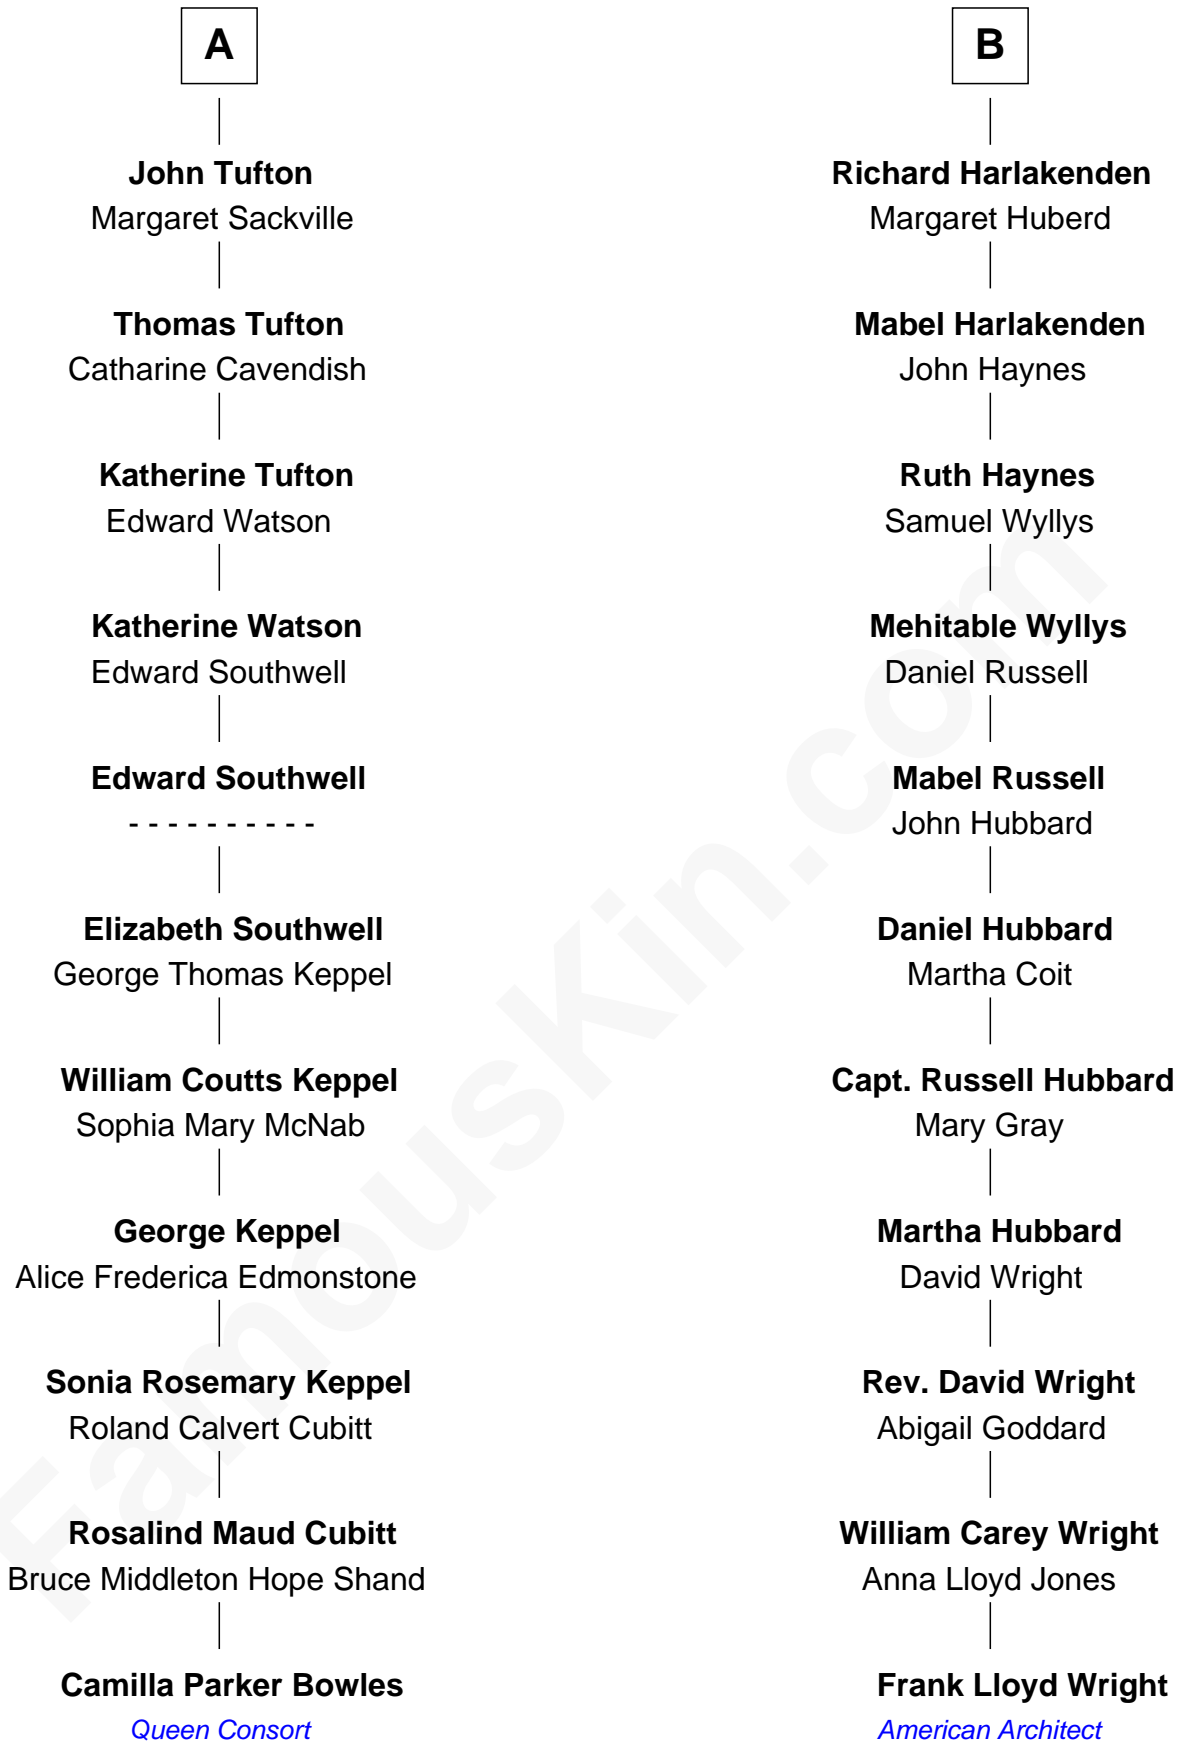 A
John Tufton
Margaret Sackville
Thomas Tufton
Catharine Cavendish
Katherine Tufton
Edward Watson
Katherine Watson
Edward Southwell
Edward Southwell
- - - - - - - - - -
Elizabeth Southwell
George Thomas Keppel
William Coutts Keppel
Sophia Mary McNab
George Keppel
Alice Frederica Edmonstone
Sonia Rosemary Keppel
Roland Calvert Cubitt
Rosalind Maud Cubitt
Bruce Middleton Hope Shand
Camilla Parker Bowles
Queen Consort
B
Richard Harlakenden
Margaret Huberd
Mabel Harlakenden
John Haynes
Ruth Haynes
Samuel Wyllys
Mehitable Wyllys
Daniel Russell
Mabel Russell
John Hubbard
Daniel Hubbard
Martha Coit
Capt. Russell Hubbard
Mary Gray
Martha Hubbard
David Wright
Rev. David Wright
Abigail Goddard
William Carey Wright
Anna Lloyd Jones
Frank Lloyd Wright
American Architect
FamousKin.com